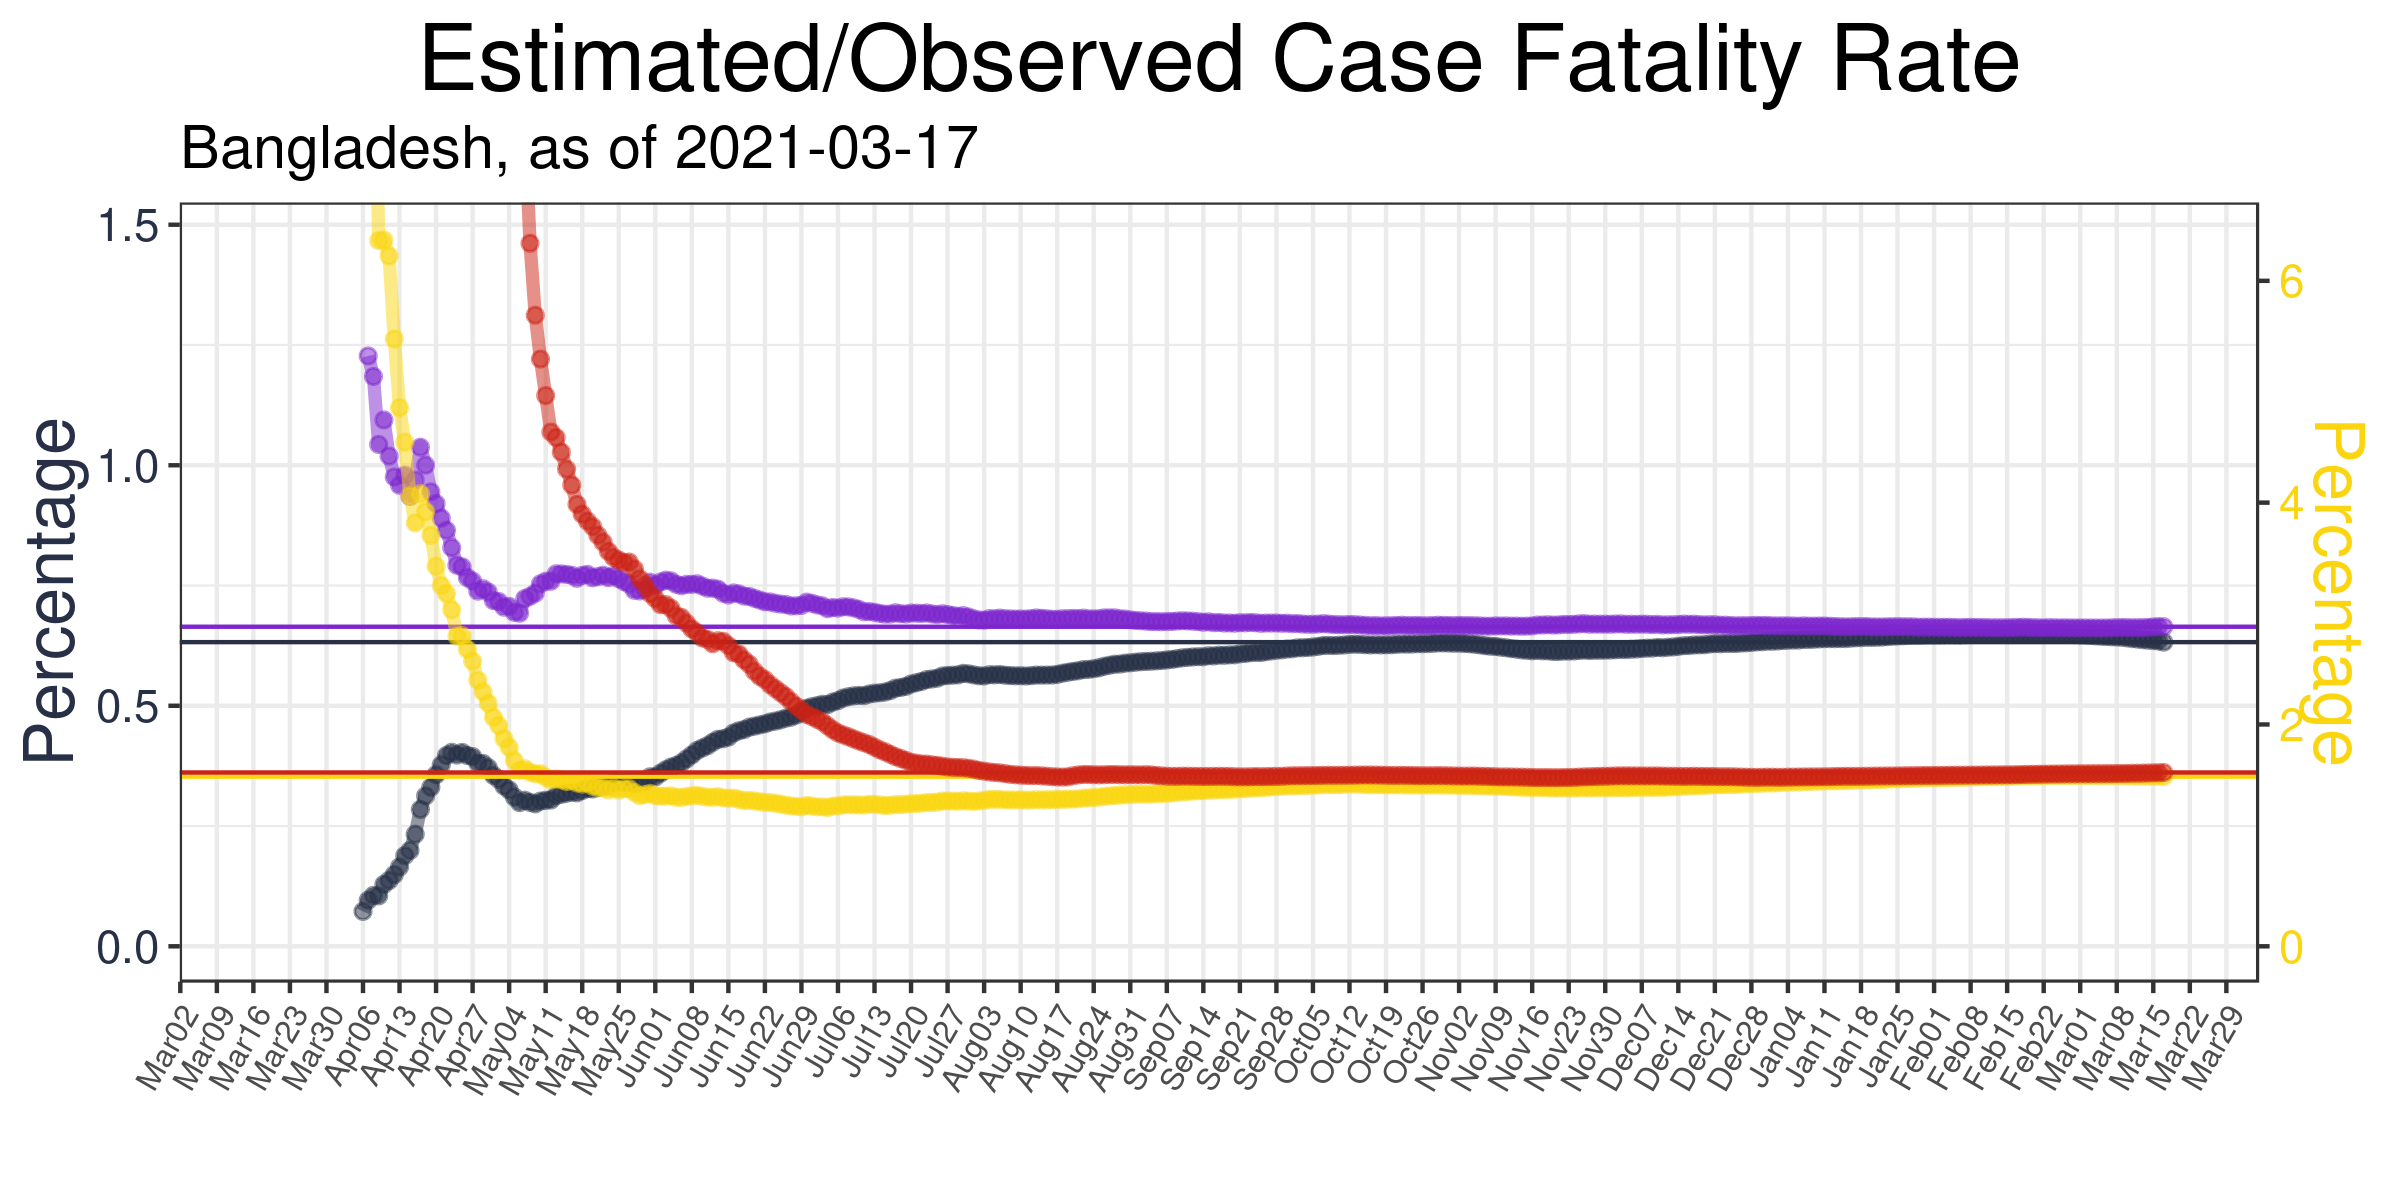 Estimated/Observed Case Fatality Rate
Bangladesh, as of 2021-03-17
Percentage
1.5
1.0
0.5
0.0
6
4
2
0
Percentage
Mar02
Mar09
Mar16
Mar23
Mar30
Apr06
Apr13
Apr20
Apr27
May04
May11
May18
May25
Jun01
Jun08
Jun15
Jun22
Jun29
Jul06
Jul13
Jul20
Jul27
Aug03
Aug10
Aug17
Aug24
Aug31
Sep07
Sep14
Sep21
Sep28
Oct05
Oct12
Oct19
Oct26
Nov02
Nov09
Nov16
Nov23
Nov30
Dec07
Dec14
Dec21
Dec28
Jan04
Jan11
Jan18
Jan25
Feb01
Feb08
Feb15
Feb22
Mar01
Mar08
Mar15
Mar22
Mar29